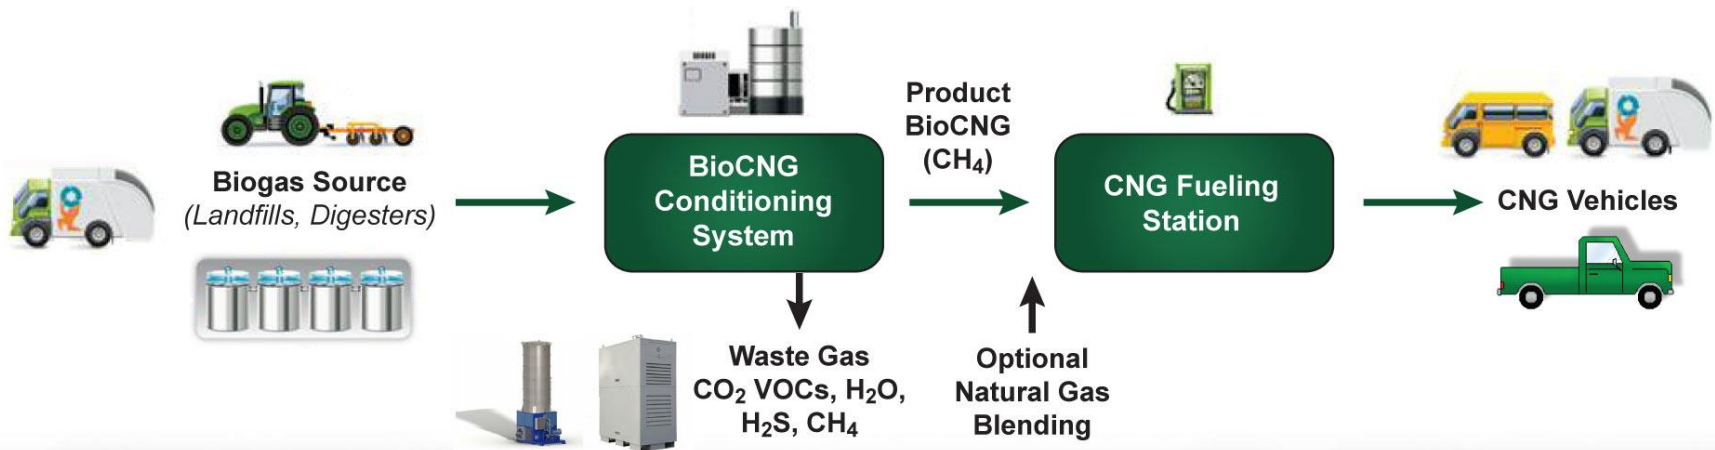 Biogas Source
(Landfills, Digesters)
BioCNG
Conditioning
System
Waste Gas
CO₂ VOCs, H₂O,
H₂S, CH₄
Product
BioCNG
(CH₄)
Optional
Natural Gas
Blending
CNG Fueling
Station
CNG Vehicles